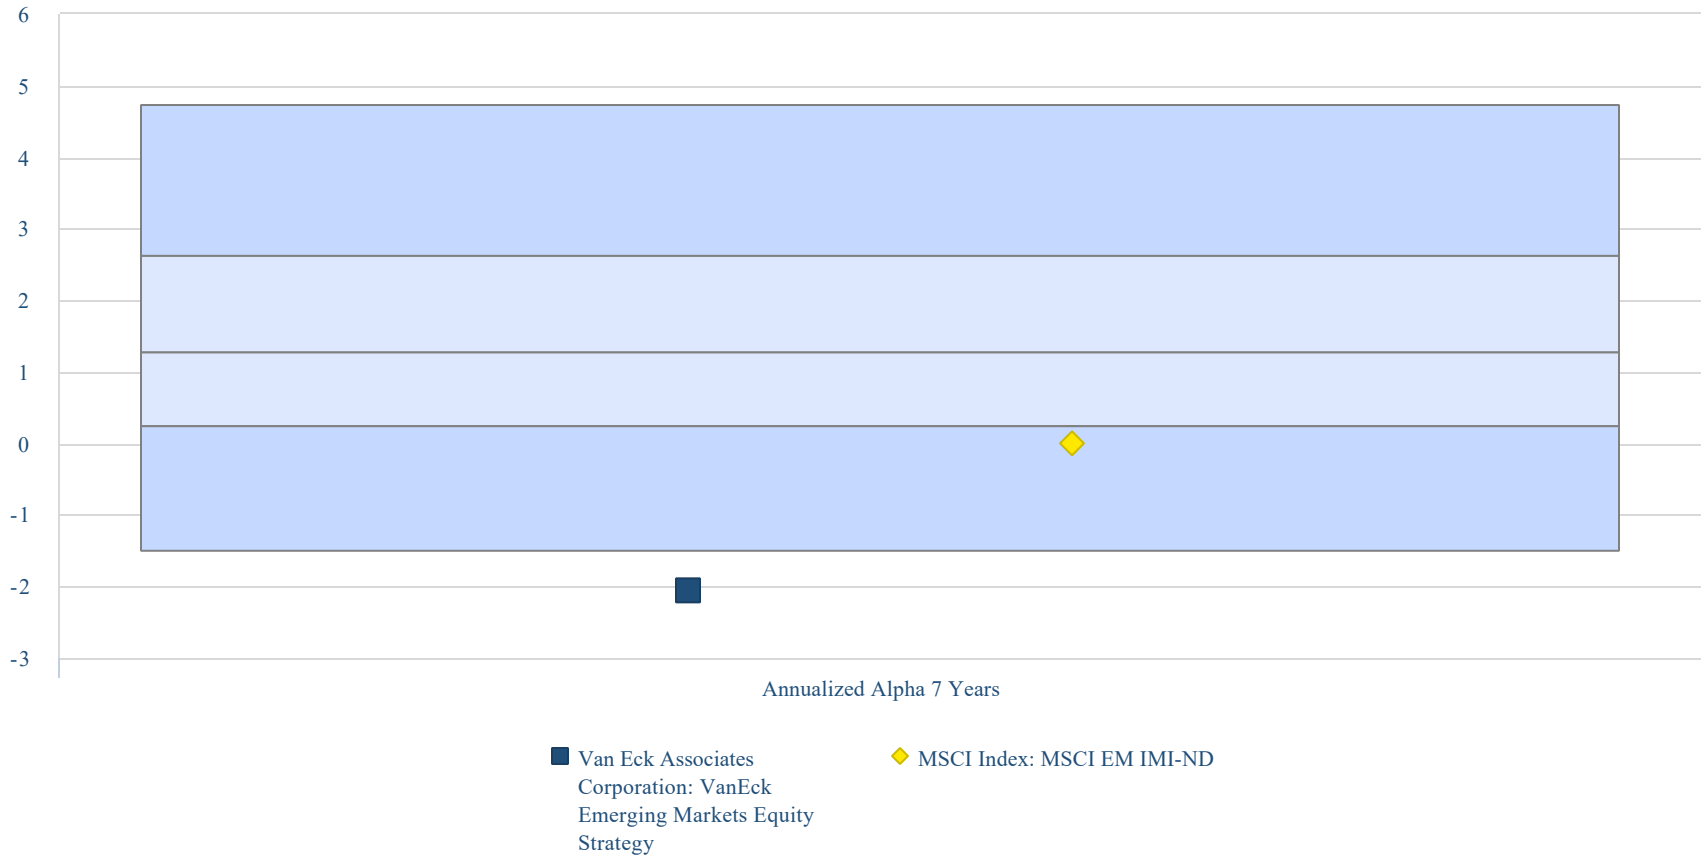 6
5
4
3
2
1
0
-1
-2
-3
Annualized Alpha 7 Years
Van Eck Associates
Corporation: VanEck
Emerging Markets Equity
Strategy
MSCI Index: MSCI EM IMI-ND